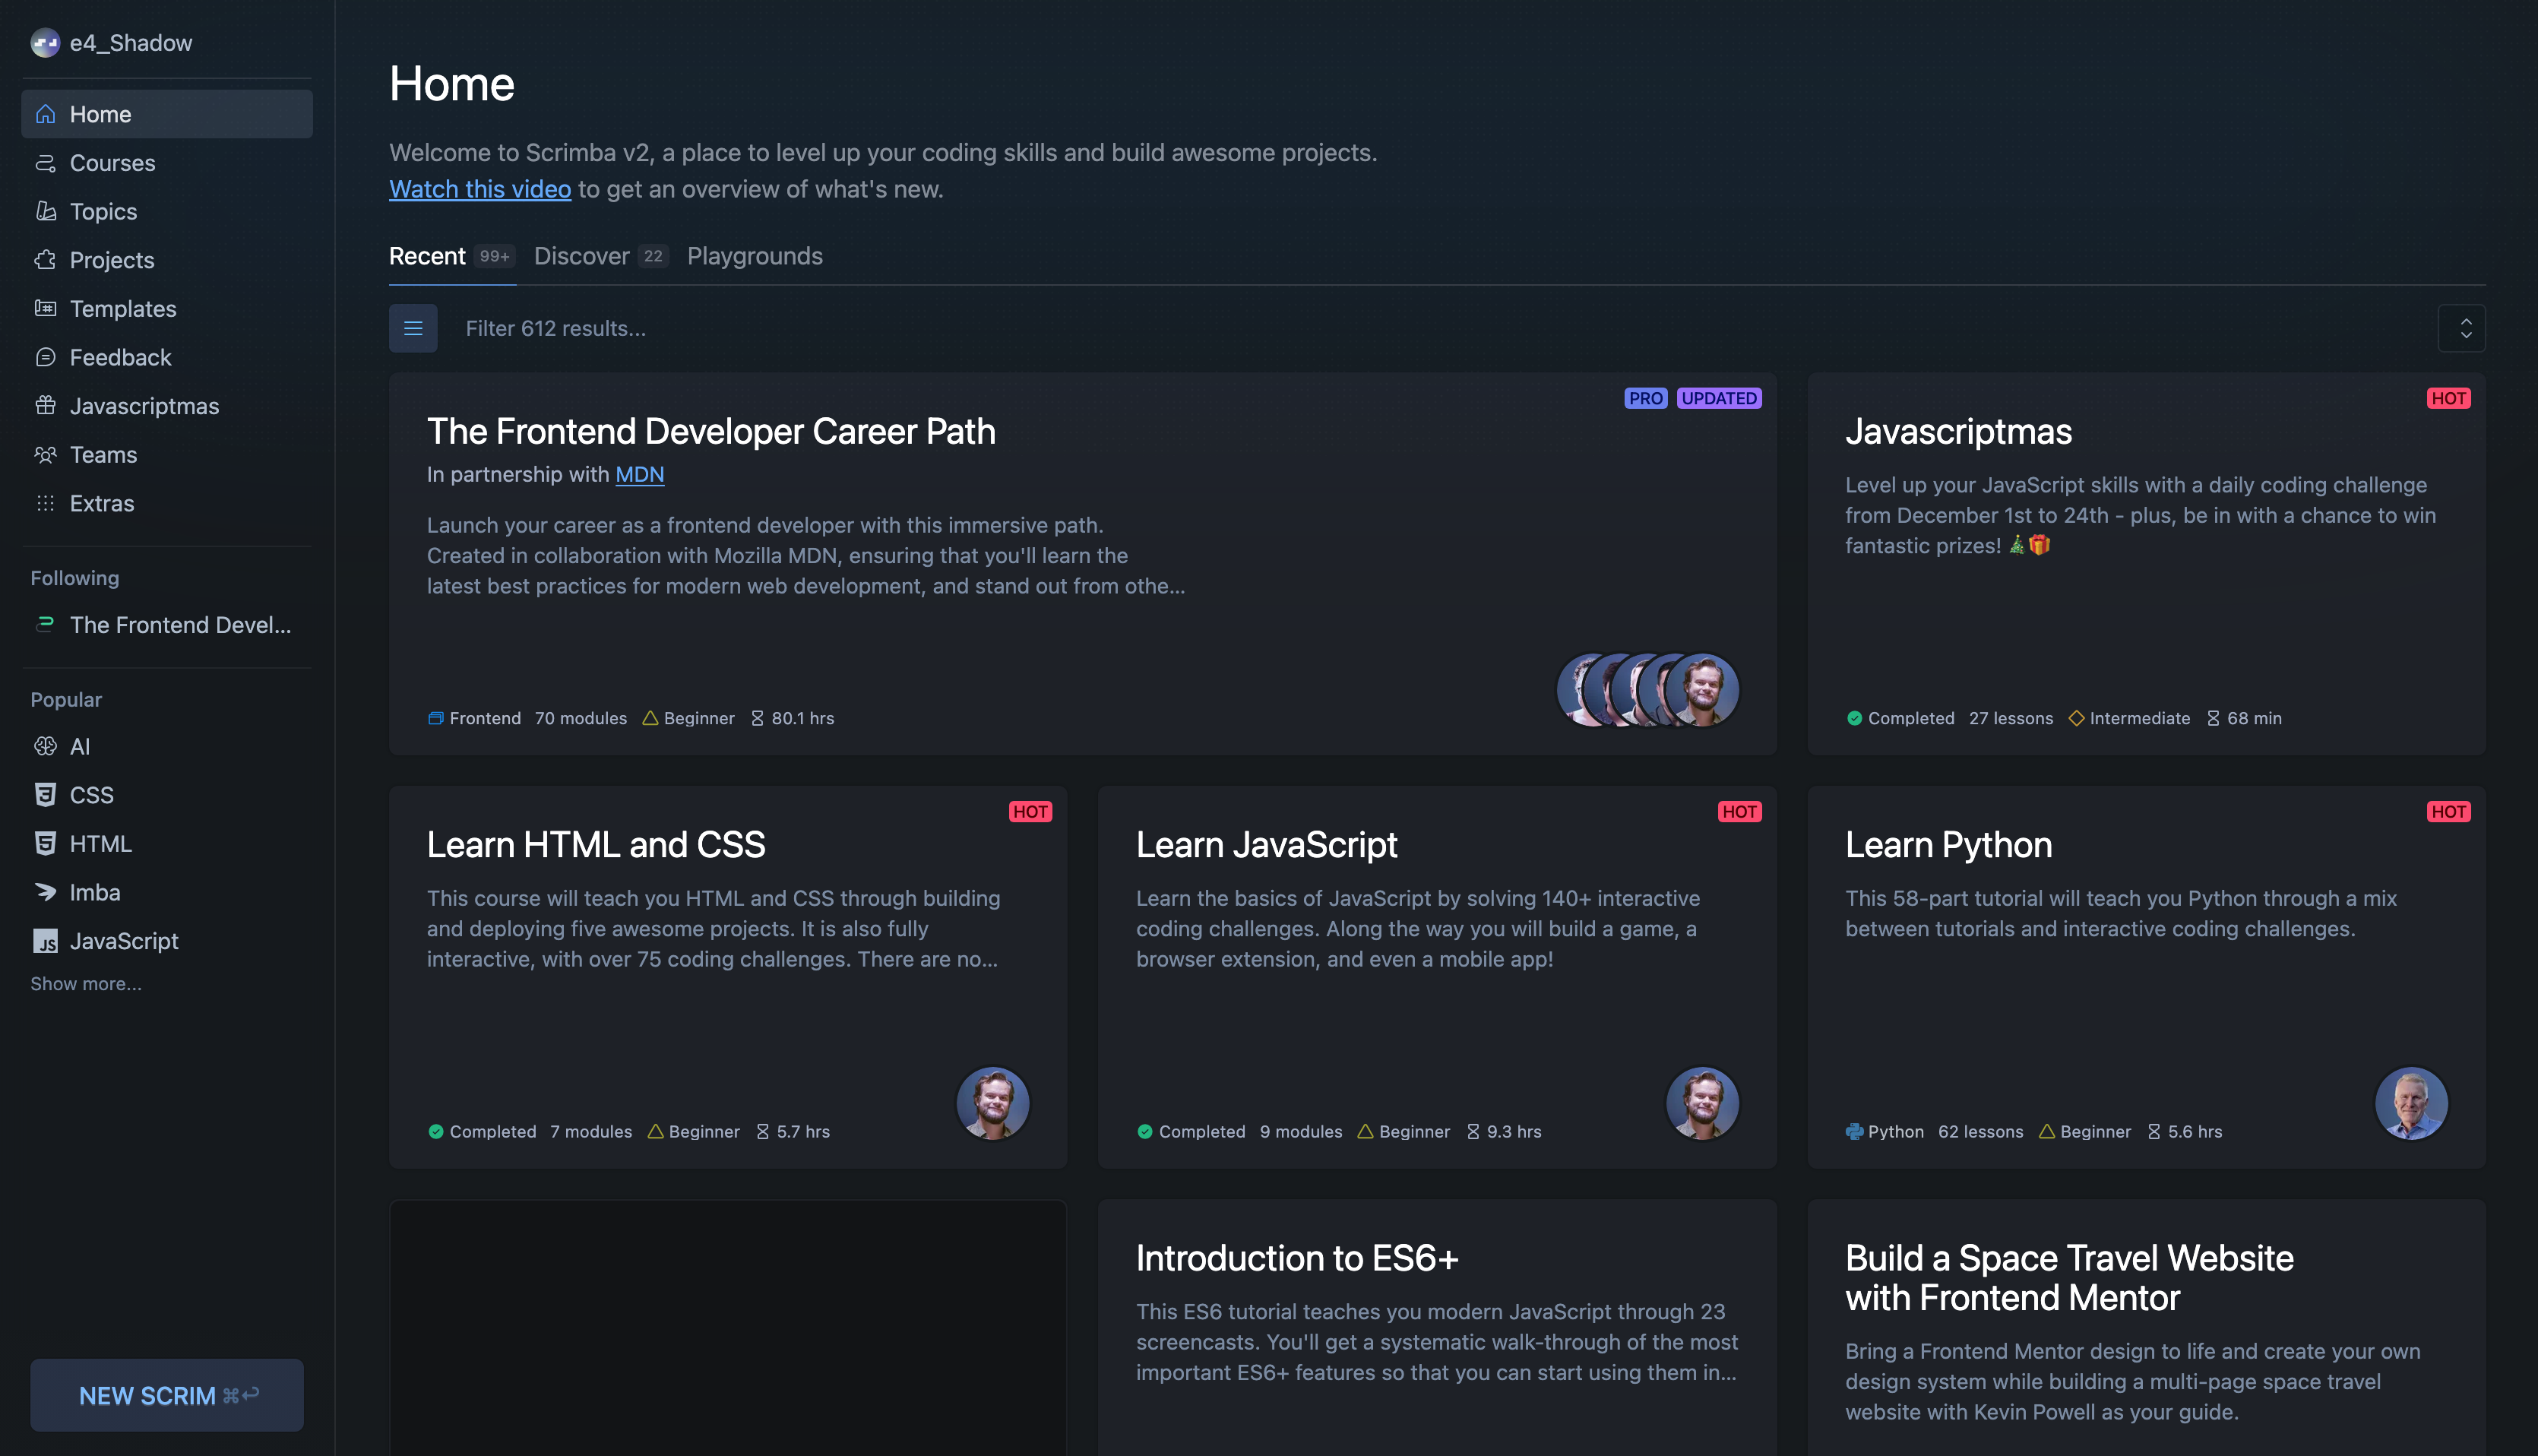 e4_Shadow
Home
Courses
Topics
Projects
Templates
Feedback
Javascriptmas
Teams
Extras
Following
The Frontend Devel...
Popular
AI
CSS
HTML
Imba
JS JavaScript
Show more...
NEW SCRIM ⌘↩
Home
Welcome to Scrimba v2, a place to level up your coding skills and build awesome projects.
Watch this video to get an overview of what's new.
Recent 99+ Discover 22 Playgrounds
Filter 612 results...
PRO UPDATED
The Frontend Developer Career Path
In partnership with MDN
Launch your career as a frontend developer with this immersive path.
Created in collaboration with Mozilla MDN, ensuring that you'll learn the
latest best practices for modern web development, and stand out from othe...
Frontend 70 modules Beginner 80.1 hrs
HOT
Javascriptmas
Level up your JavaScript skills with a daily coding challenge
from December 1st to 24th - plus, be in with a chance to win
fantastic prizes! 🎄🎁
Completed 27 lessons Intermediate 68 min
HOT
Learn HTML and CSS
This course will teach you HTML and CSS through building
and deploying five awesome projects. It is also fully
interactive, with over 75 coding challenges. There are no...
Completed 7 modules Beginner 5.7 hrs
HOT
Learn JavaScript
Learn the basics of JavaScript by solving 140+ interactive
coding challenges. Along the way you will build a game, a
browser extension, and even a mobile app!
Completed 9 modules Beginner 9.3 hrs
HOT
Learn Python
This 58-part tutorial will teach you Python through a mix
between tutorials and interactive coding challenges.
Python 62 lessons Beginner 5.6 hrs
Introduction to ES6+
This ES6 tutorial teaches you modern JavaScript through 23
screencasts. You'll get a systematic walk-through of the most
important ES6+ features so that you can start using them in...
Build a Space Travel Website
with Frontend Mentor
Bring a Frontend Mentor design to life and create your own
design system while building a multi-page space travel
website with Kevin Powell as your guide.